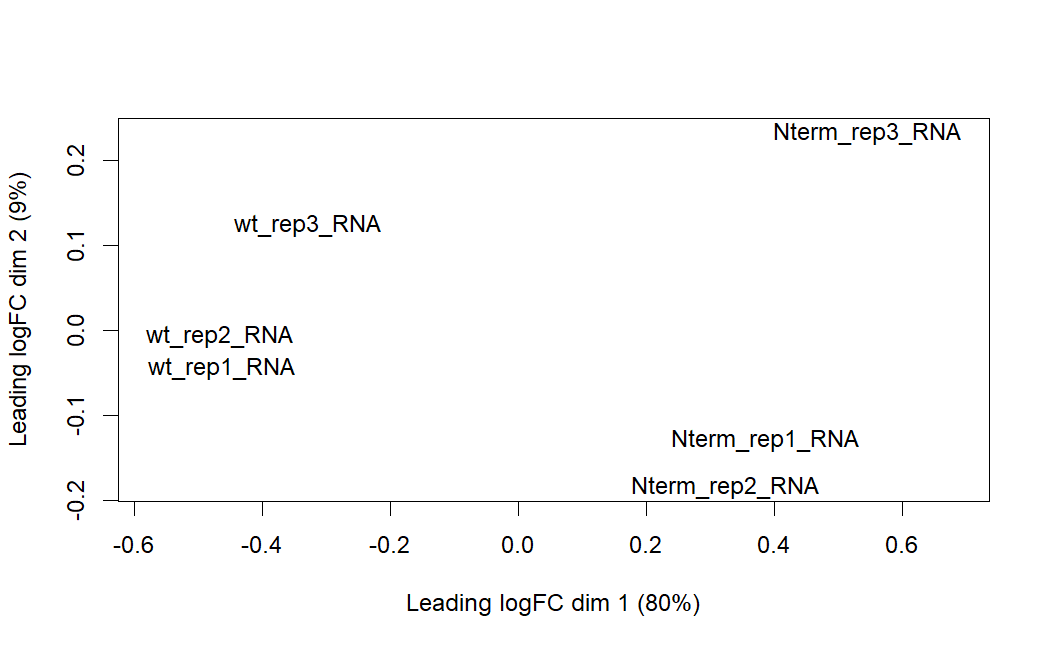 Nterm_rep3_RNA
wt_rep3_RNA
wt_rep2_RNA
wt_rep1_RNA
Nterm_rep1_RNA
Nterm_rep2_RNA
0.2
0.1
0.0
-0.1
-0.2
Leading logFC dim 2 (9%)
-0.6 -0.4 -0.2 0.0 0.2 0.4 0.6
Leading logFC dim 1 (80%)